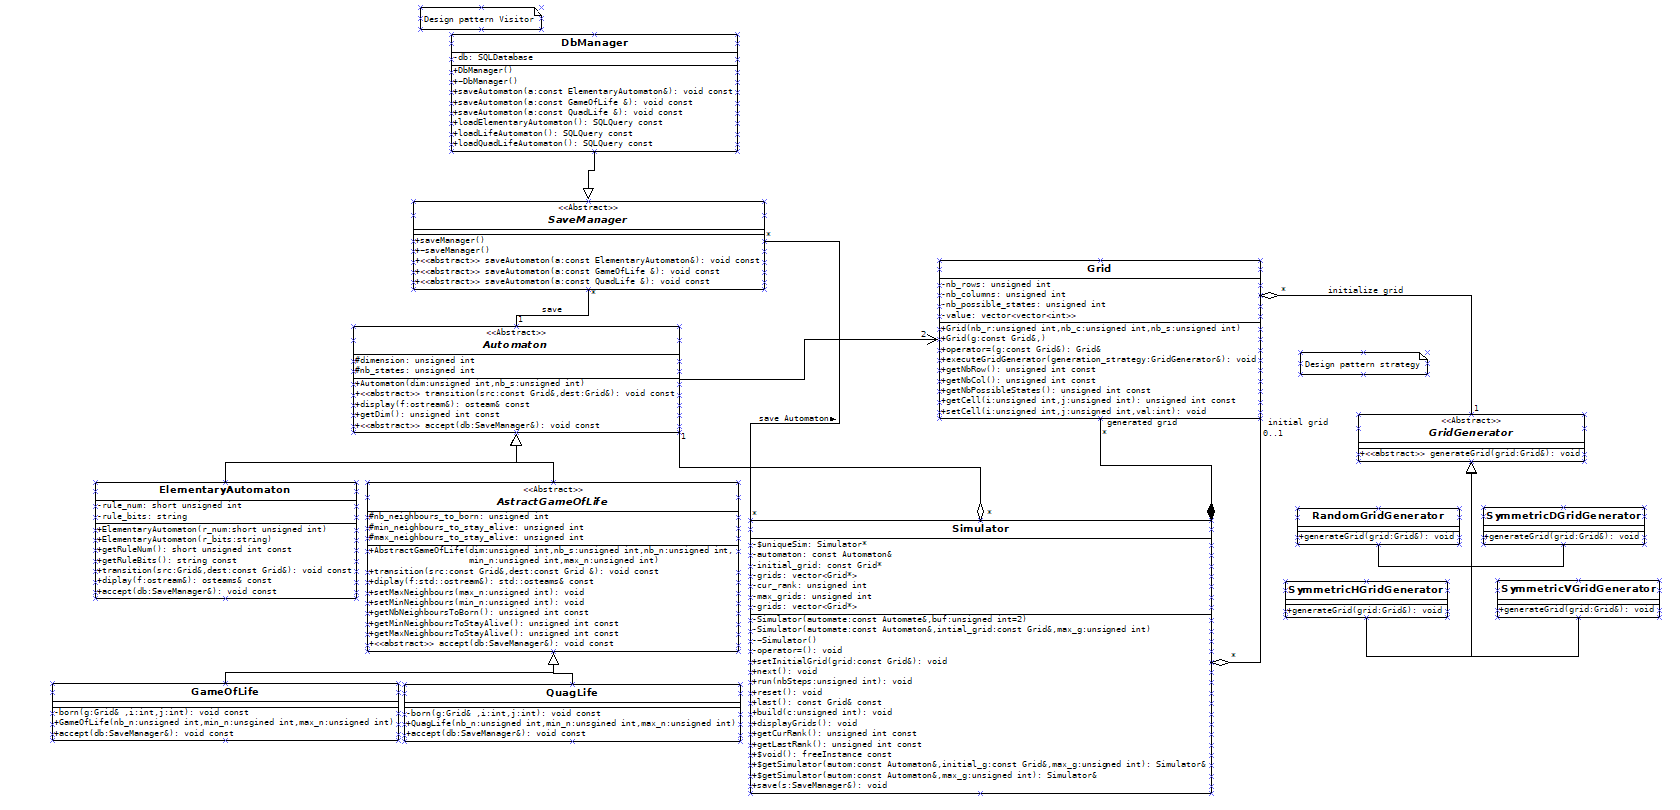 Design pattern Visitor
DbManager
-db: SQLDatabase
+DbManager()
+~DbManager()
+saveAutomaton(a:const ElementaryAutomaton&): void const
+saveAutomaton(a:const GameOfLife &): void const
+saveAutomaton(a:const QuadLife &): void const
+loadElementaryAutomaton(): SQLQuery const
+loadLifeAutomaton(): SQLQuery const
+loadQuadLifeAutomaton(): SQLQuery const
<<Abstract>>
SaveManager
+saveManager()
+~saveManager()
+<<abstract>> saveAutomaton(a:const ElementaryAutomaton&): void const
+<<abstract>> saveAutomaton(a:const GameOfLife &): void const
+<<abstract>> saveAutomaton(a:const QuadLife &): void const
*
*
save
1
<<Abstract>>
Automaton
#dimension: unsigned int
#nb_states: unsigned int
+Automaton(dim:unsigned int,nb_s:unsigned int)
+<<abstract>> transition(src:const Grid&,dest:Grid&): void const
+display(f:ostream&): osteam& const
+getDim(): unsigned int const
+<<abstract>> accept(db:SaveManager&): void const
2
1
save Automaton
Grid
-nb_rows: unsigned int
-nb_columns: unsigned int
-nb_possible_states: unsigned int
-value: vector<vector<int>>
+Grid(nb_r:unsigned int,nb_c:unsigned int,nb_s:unsigned int)
+Grid(g:const Grid&,)
+operator=(g:const Grid&): Grid&
+executeGridGenerator(generation_strategy:GridGenerator&): void
+getNbRow(): unsigned int const
+getNbCol(): unsigned int const
+getNbPossibleStates(): unsigned int const
+getCell(i:unsigned int,j:unsigned int): unsigned int const
+setCell(i:unsigned int,j:unsigned int,val:int): void
*
initialize grid
Design pattern strategy
1
generated grid
*
initial grid
0..1
<<Abstract>>
GridGenerator
+<<abstract>> generateGrid(grid:Grid&): void
ElementaryAutomaton
-rule_num: short unsigned int
-rule_bits: string
+ElementaryAutomaton(r_num:short unsigned int)
+ElementaryAutomaton(r_bits:string)
+getRuleNum(): short unsigned int const
+getRuleBits(): string const
+transition(src:Grid&,dest:const Grid&): void const
+diplay(f:ostream&): osteams& const
+accept(db:SaveManager&): void const
<<Abstract>>
AstractGameOfLife
#nb_neighbours_to_born: unsigned int
#min_neighbours_to_stay_alive: unsigned int
#max_neighbours_to_stay_alive: unsigned int
+AbstractGameOfLife(dim:unsigned int,nb_s:unsigned int,nb_n:unsigned int,
min_n:unsigned int,max_n:unsigned int)
+transition(src:const Grid&,dest:const Grid &): void const
+diplay(f:std::ostream&): std::osteams& const
+setMaxNeighbours(max_n:unsigned int): void
+setMinNeighbours(min_n:unsigned int): void
+getNbNeighboursToBorn(): unsigned int const
+getMinNeighboursToStayAlive(): unsigned int const
+getMaxNeighboursToStayAlive(): unsigned int const
+<<abstract>> accept(db:SaveManager&): void const
*
*
Simulator
-$uniqueSim: Simulator*
-automaton: const Automaton&
-initial_grid: const Grid*
-grids: vector<Grid*>
-cur_rank: unsigned int
-max_grids: unsigned int
-grids: vector<Grid*>
-Simulator(automate:const Automate&,buf:unsigned int=2)
-Simulator(automate:const Automaton&,intial_grid:const Grid&,max_g:unsigned int)
-~Simulator()
-operator=(): void
+setInitialGrid(grid:const Grid&): void
+next(): void
+run(nbSteps:unsigned int): void
+reset(): void
+last(): const Grid& const
+build(c:unsigned int): void
+displayGrids(): void
+getCurRank(): unsigned int const
+getLastRank(): unsigned int const
+$void(): freeInstance const
+$getSimulator(autom:const Automaton&,initial_g:const Grid&,max_g:unsigned int): Simulator&
+$getSimulator(autom:const Automaton&,max_g:unsigned int): Simulator&
+save(s:SaveManager&): void
*
RandomGridGenerator
+generateGrid(grid:Grid&): void
SymmetricDGridGenerator
+generateGrid(grid:Grid&): void
SymmetricHGridGenerator
+generateGrid(grid:Grid&): void
SymmetricVGridGenerator
+generateGrid(grid:Grid&): void
GameOfLife
-born(g:Grid& ,i:int,j:int): void const
+GameOfLife(nb_n:unsigned int,min_n:unsgined int,max_n:unsigned int)
+accept(db:SaveManager&): void const
QuagLife
-born(g:Grid& ,i:int,j:int): void const
+QuagLife(nb_n:unsigned int,min_n:unsgined int,max_n:unsigned int)
+accept(db:SaveManager&): void const